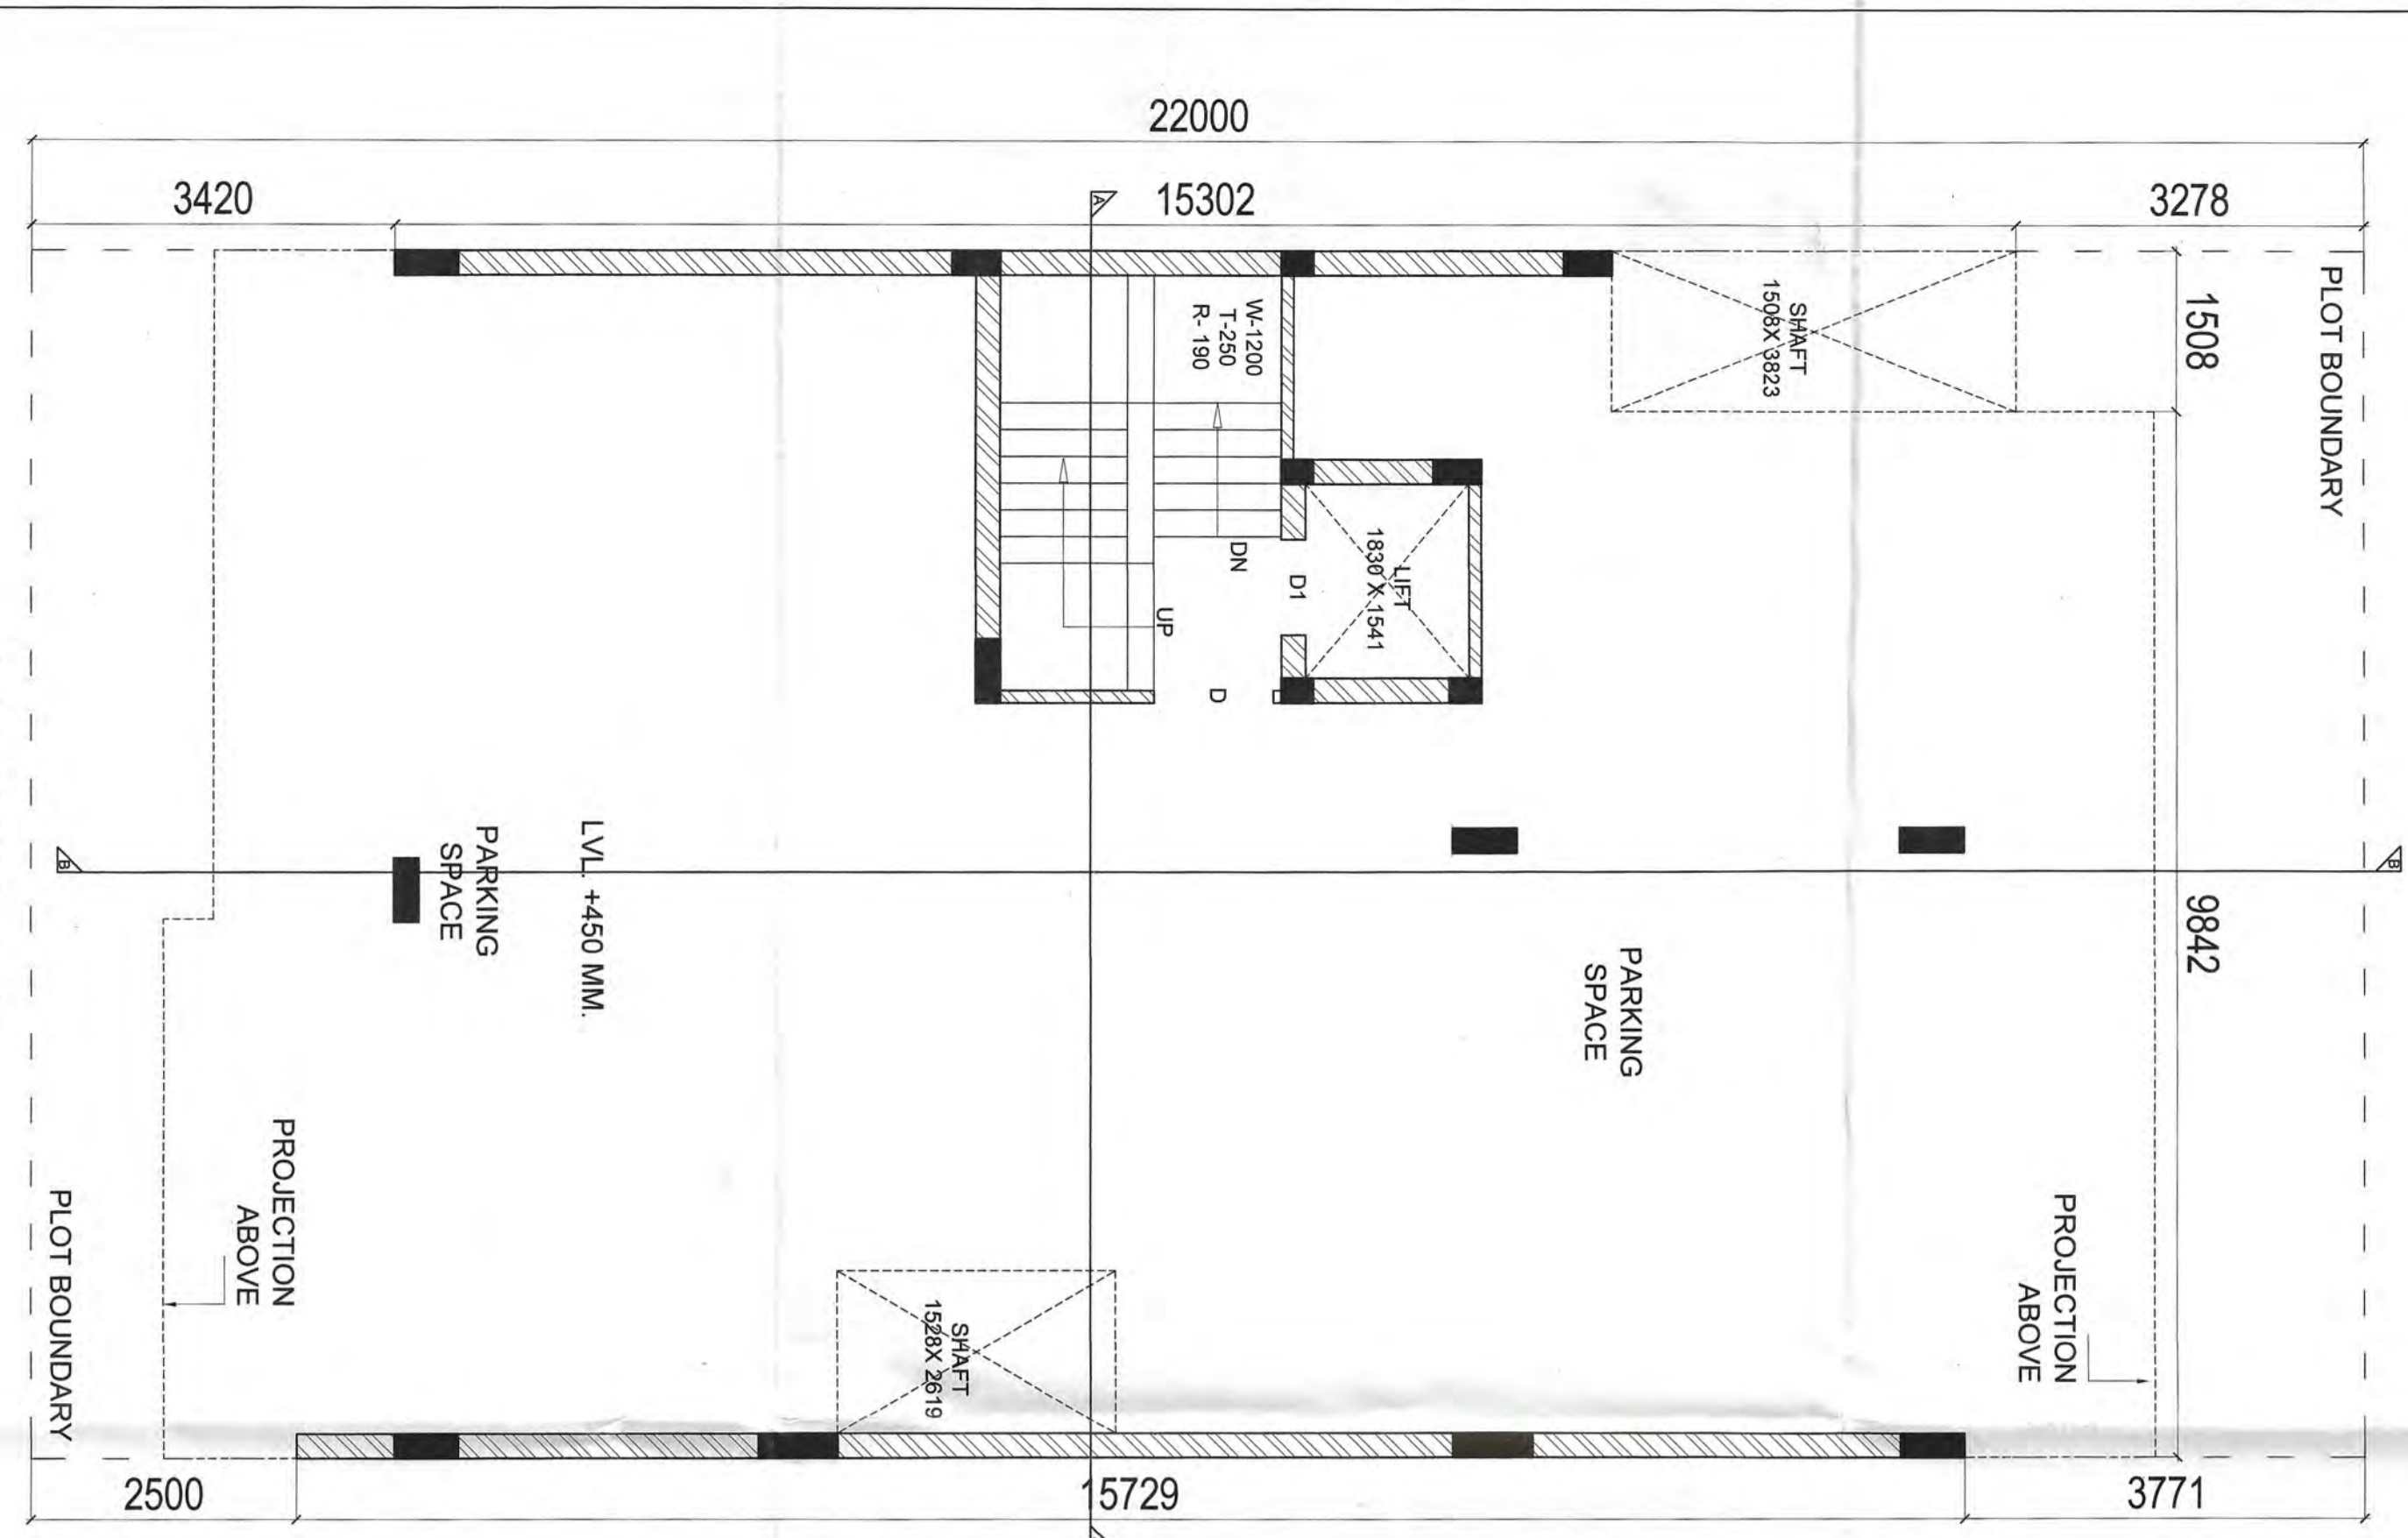 22000
3420
15302
3278
A
PLOT BOUNDARY
1508
SHAFT
1508X 3823
W-1200
T-250
R- 190
LIFT
1830 X 1541
DN
D1
UP
D
B
B
LVL. +450 MM.
PARKING
SPACE
9842
PARKING
SPACE
PROJECTION
ABOVE
PROJECTION
ABOVE
PLOT BOUNDARY
SHAFT
1528X 2619
2500
15729
3771